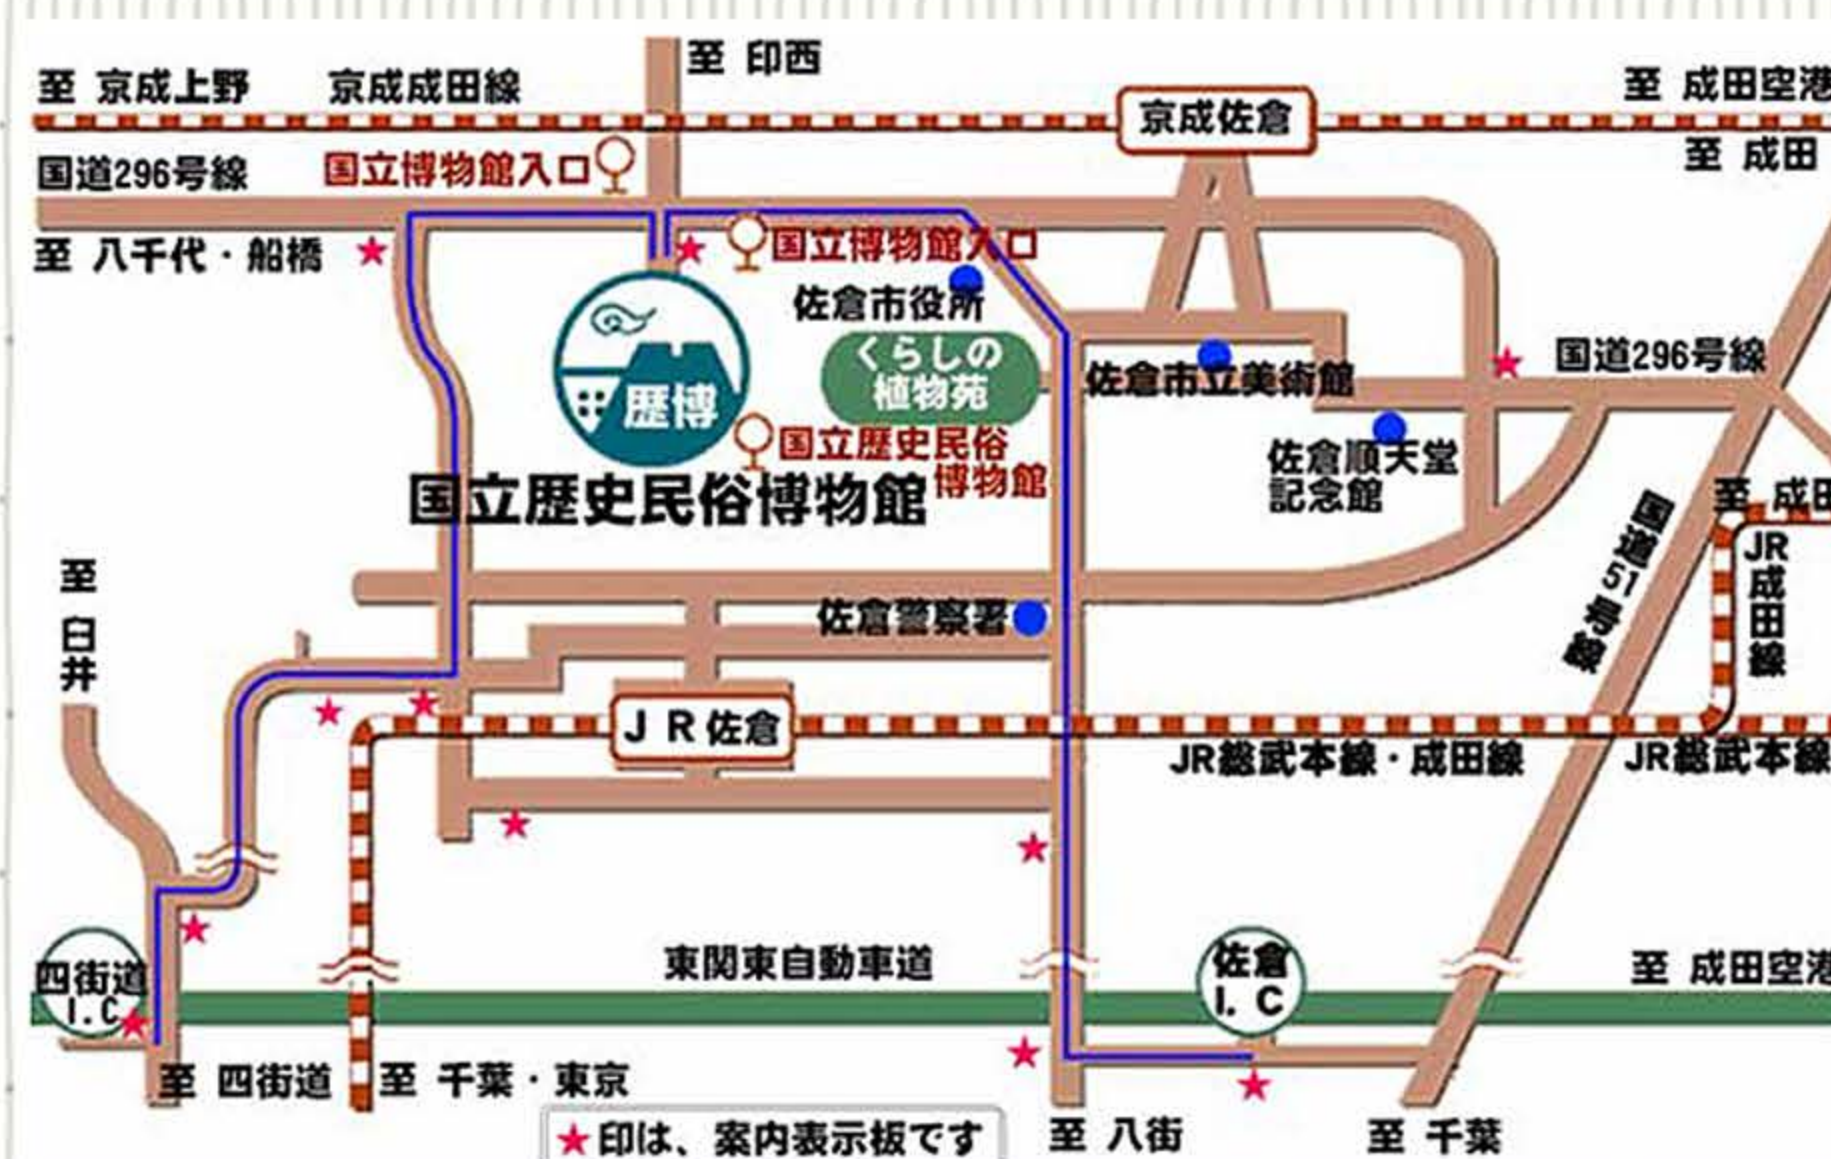 至 印西
至 京成上野
京成成田線
至 成田空港
京成佐倉
至 成田
国道296号線
国立博物館入口
至 八千代・船橋
国立博物館入口
佐倉市役所
くらしの
植物苑
歴博
佐倉市立美術館
国道296号線
国立歴史民俗
博物館
国立歴史民俗博物館
佐倉順天堂
記念館
至 成田
国道51号線
JR成田線
至 臼井
佐倉警察署
JR佐倉
JR総武本線・成田線
JR総武本線
四街道
I.C
東関東自動車道
佐倉
I.C
至 成田空港
至 四街道
至 千葉・東京
★印は、案内表示板です
至 八街
至 千葉